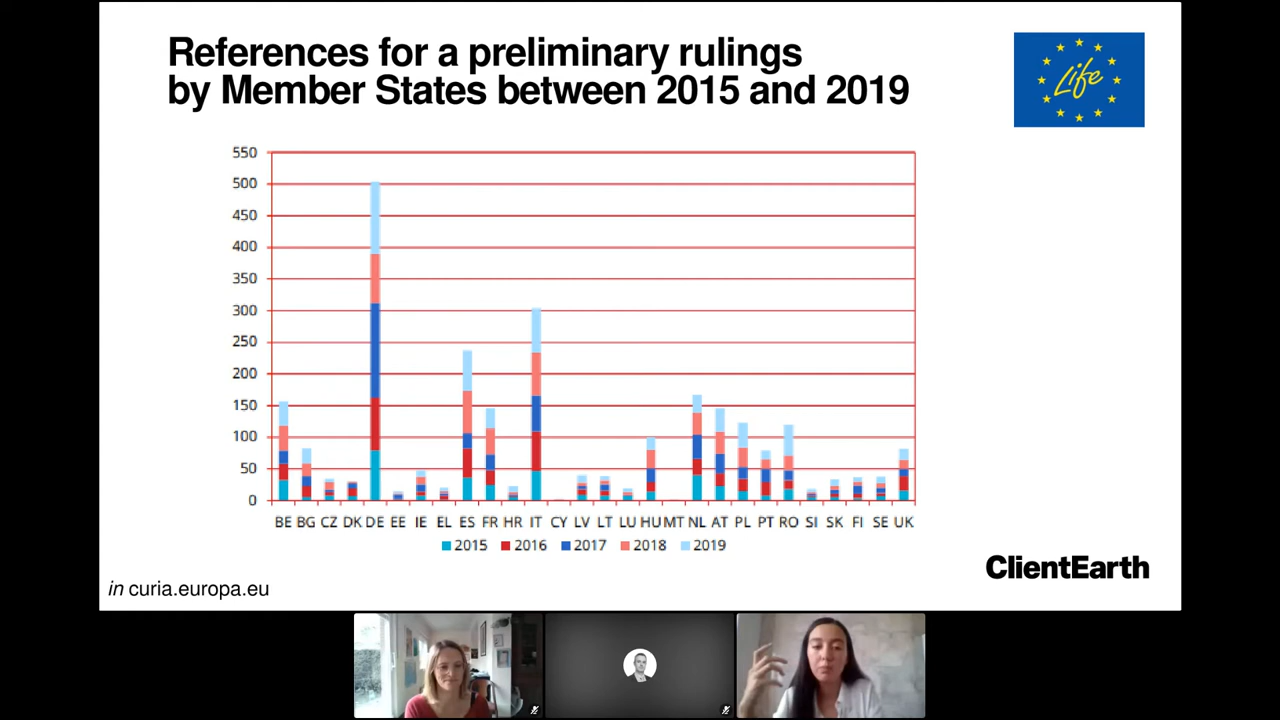 References for a preliminary rulings
by Member States between 2015 and 2019
Life
550
500
450
400
350
300
250
200
150
100
50
0
BE BG CZ DK DE EE IE EL ES FR HR IT CY LV LT LU HU MT NL AT PL PT RO SI SK FI SE UK
2015 2016 2017 2018 2019
ClientEarth
in curia.europa.eu